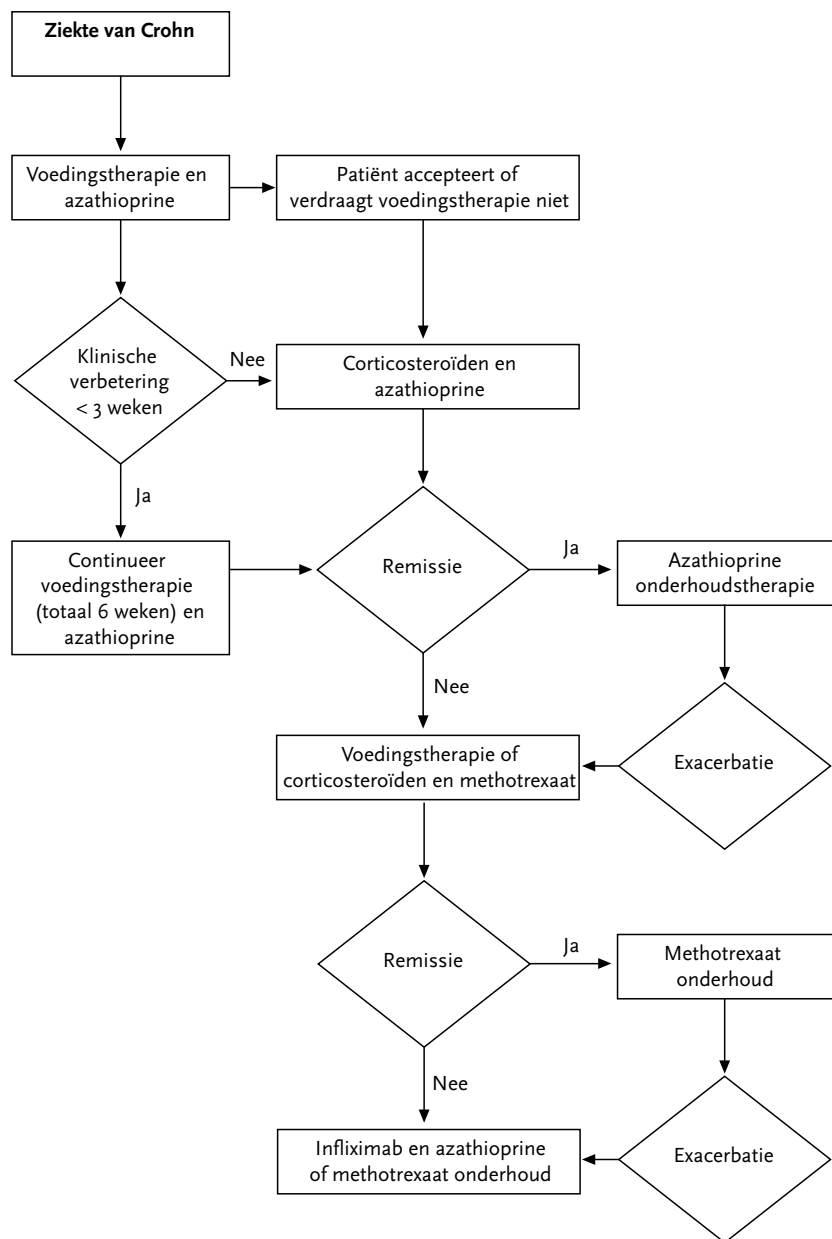 Ziekte van Crohn
Voedingstherapie en
azathioprine
Patiënt accepteert of
verdraagt voedingstherapie niet
Klinische
verbetering
< 3 weken
Nee
Corticosteroïden en
azathioprine
Ja
Continueer
voedingstherapie
(totaal 6 weken) en
azathioprine
Remissie
Ja
Azathioprine
onderhoudstherapie
Nee
Voedingstherapie of
corticosteroïden en methotrexaat
Exacerbatie
Remissie
Ja
Methotrexaat
onderhoud
Nee
Infliximab en azathioprine
of methotrexaat onderhoud
Exacerbatie